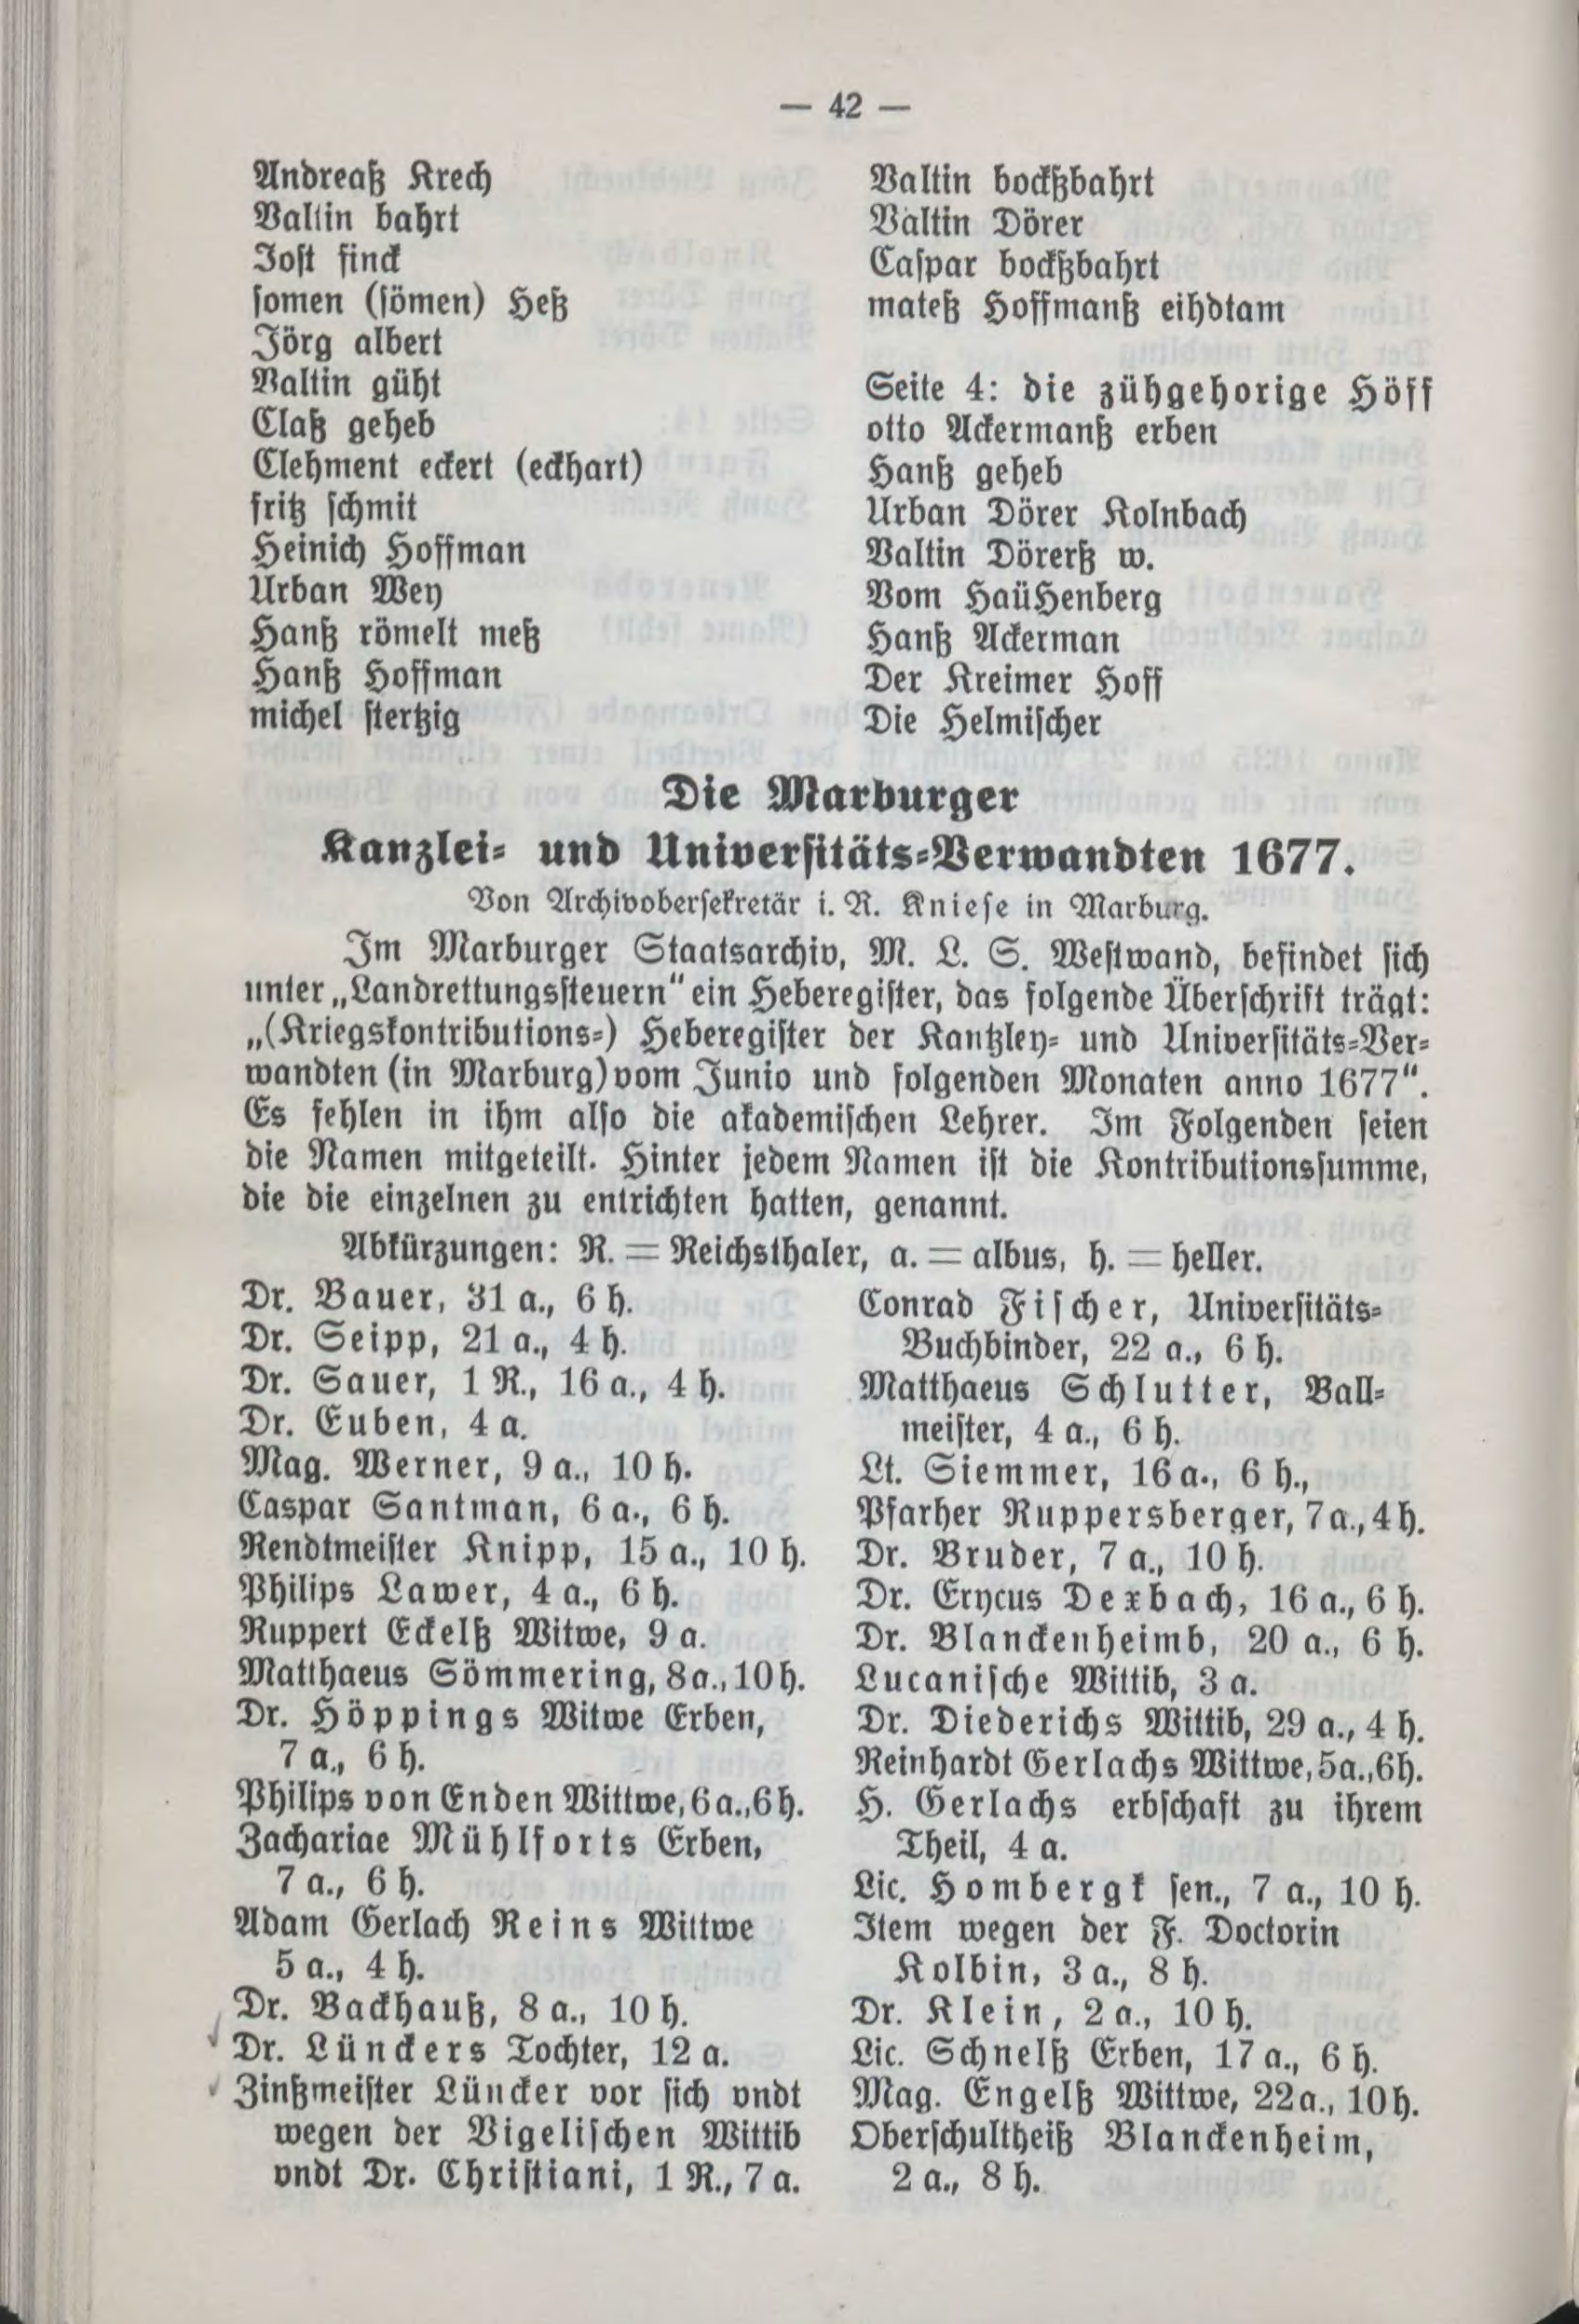 — 42 —
Andreaß Krech
Valtin bahrt
Jost finck
somen (sömen) Heß
Jörg albert
Valtin güht
Claß geheb
Clehment eckert (eckhart)
fritz schmit
Heinich Hoffman
Urban Wey
Hanß römelt meß
Hanß Hoffman
michel stertzig
Valtin bockßbahrt
Valtin Dörer
Caspar bockßbahrt
mateß Hoffmanß eihdtam
Seite 4: die zühgehorige Höff
otto Ackermanß erben
Hanß geheb
Urban Dörer Kolnbach
Valtin Dörerß w.
Vom HaüHenberg
Hanß Ackerman
Der Kreimer Hoff
Die Helmischer
Die Marburger
Kanzlei- und Universitäts-Verwandten 1677.
Von Archivobersekretär i. R. Kniese in Marburg.
Im Marburger Staatsarchiv, M. L. S. Westwand, befindet sich
unter „Landrettungssteuern" ein Heberegister, das folgende Überschrift trägt:
„(Kriegskontributions-) Heberegister der Kantzley- und Universitäts-Ver-
wandten (in Marburg) vom Junio und folgenden Monaten anno 1677".
Es fehlen in ihm also die akademischen Lehrer. Im Folgenden seien
die Namen mitgeteilt. Hinter jedem Namen ist die Kontributionssumme,
die die einzelnen zu entrichten hatten, genannt.
Abkürzungen: R. = Reichsthaler, a. = albus, h. = heller.
Dr. Bauer, 31 a., 6 h.
Dr. Seipp, 21 a., 4 h.
Dr. Sauer, 1 R., 16 a., 4 h.
Dr. Euben, 4 a.
Mag. Werner, 9 a., 10 h.
Caspar Santman, 6 a., 6 h.
Rendtmeister Knipp, 15 a., 10 h.
Philips Lawer, 4 a., 6 h.
Ruppert Eckelß Witwe, 9 a.
Matthaeus Sömmering, 8 a., 10 h.
Dr. Höppings Witwe Erben,
7 a., 6 h.
Philips von Enden Wittwe, 6 a., 6 h.
Zachariae Mühlforts Erben,
7 a., 6 h.
Adam Gerlach Reins Wittwe
5 a., 4 h.
Dr. Backhauß, 8 a., 10 h.
Dr. Lünckers Tochter, 12 a.
Zinßmeister Lüncker vor sich vndt
wegen der Vigelischen Wittib
vndt Dr. Christiani, 1 R., 7 a.
Conrad Fischer, Universitäts-
Buchbinder, 22 a., 6 h.
Matthaeus Schlutter, Ball-
meister, 4 a., 6 h.
Lt. Siemmer, 16 a., 6 h.,
Pfarher Ruppersberger, 7 a., 4 h.
Dr. Bruder, 7 a., 10 h.
Dr. Erycus Dexbach, 16 a., 6 h.
Dr. Blanckenheimb, 20 a., 6 h.
Lucanische Wittib, 3 a.
Dr. Diederichs Wittib, 29 a., 4 h.
Reinhardt Gerlachs Wittwe, 5 a., 6 h.
H. Gerlachs erbschaft zu ihrem
Theil, 4 a.
Lic. Hombergk sen., 7 a., 10 h.
Item wegen der F. Doctorin
Kolbin, 3 a., 8 h.
Dr. Klein, 2 a., 10 h.
Lic. Schnelß Erben, 17 a., 6 h.
Mag. Engelß Wittwe, 22 a., 10 h.
Oberschultheiß Blanckenheim,
2 a., 8 h.